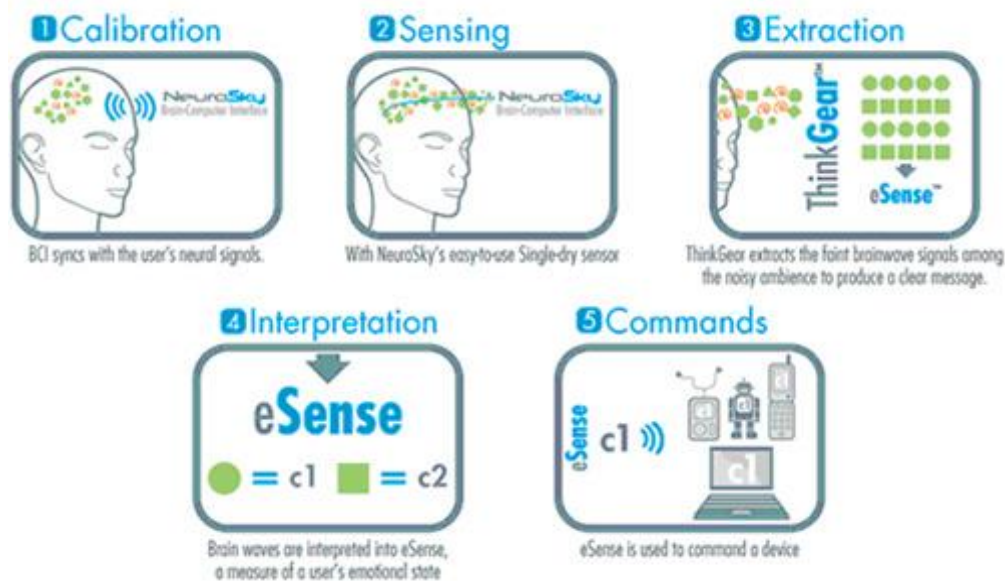 1 Calibration
NeuroSky
Brain-Computer Interface
BCI syncs with the user's neural signals.
2 Sensing
NeuroSky
Brain-Computer Interface
With NeuroSky's easy-to-use Single-dry sensor
3 Extraction
ThinkGear™
eSense™
ThinkGear extracts the faint brainwave signals among
the noisy ambience to produce a clear message.
4 Interpretation
eSense
= c1 = c2
Brain waves are interpreted into eSense,
a measure of a user's emotional state
5 Commands
eSense
c1
c1
c1
c1
c1
eSense is used to command a device